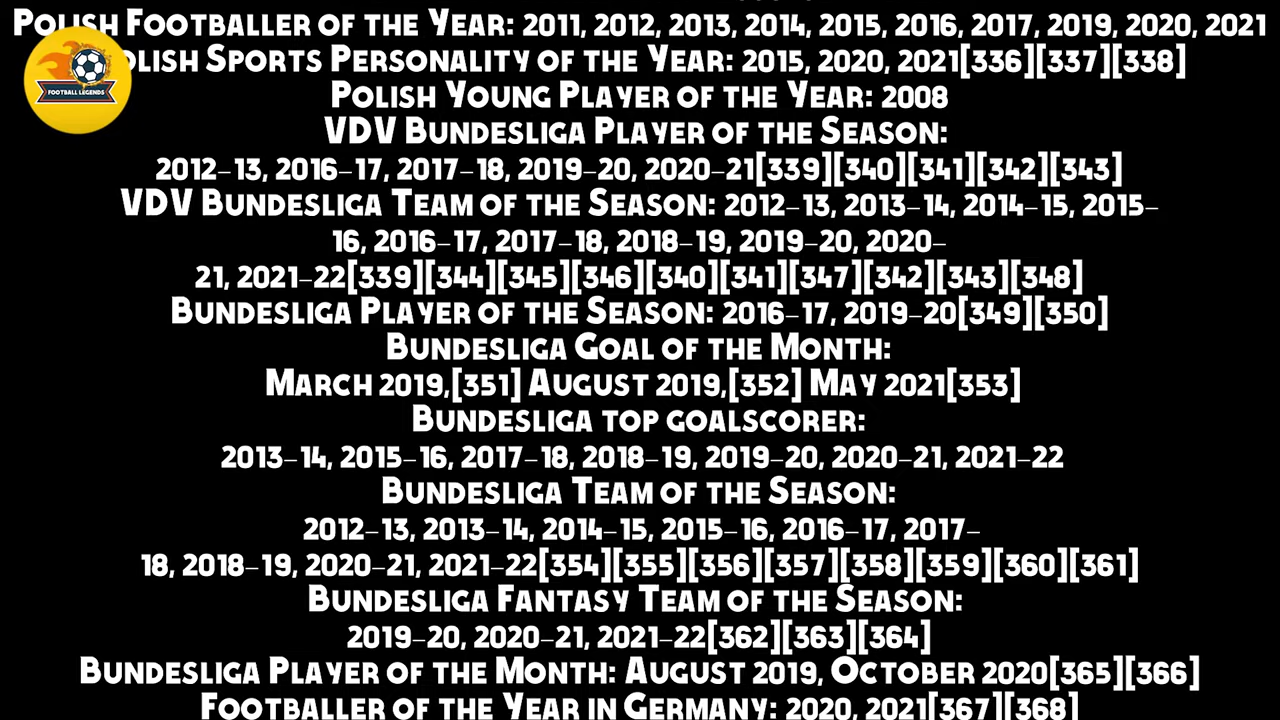 Polish Footballer of the Year: 2011, 2012, 2013, 2014, 2015, 2016, 2017, 2019, 2020, 2021
FOOTBALL LEGENDS
olish Sports Personality of the Year: 2015, 2020, 2021[336][337][338]
Polish Young Player of the Year: 2008
VDV Bundesliga Player of the Season:
2012–13, 2016–17, 2017–18, 2019–20, 2020–21[339][340][341][342][343]
VDV Bundesliga Team of the Season: 2012–13, 2013–14, 2014–15, 2015–
16, 2016–17, 2017–18, 2018–19, 2019–20, 2020–
21, 2021–22[339][344][345][346][340][341][347][342][343][348]
Bundesliga Player of the Season: 2016–17, 2019–20[349][350]
Bundesliga Goal of the Month:
March 2019,[351] August 2019,[352] May 2021[353]
Bundesliga top goalscorer:
2013–14, 2015–16, 2017–18, 2018–19, 2019–20, 2020–21, 2021–22
Bundesliga Team of the Season:
2012–13, 2013–14, 2014–15, 2015–16, 2016–17, 2017–
18, 2018–19, 2020–21, 2021–22[354][355][356][357][358][359][360][361]
Bundesliga Fantasy Team of the Season:
2019–20, 2020–21, 2021–22[362][363][364]
Bundesliga Player of the Month: August 2019, October 2020[365][366]
Footballer of the Year in Germany: 2020, 2021[367][368]